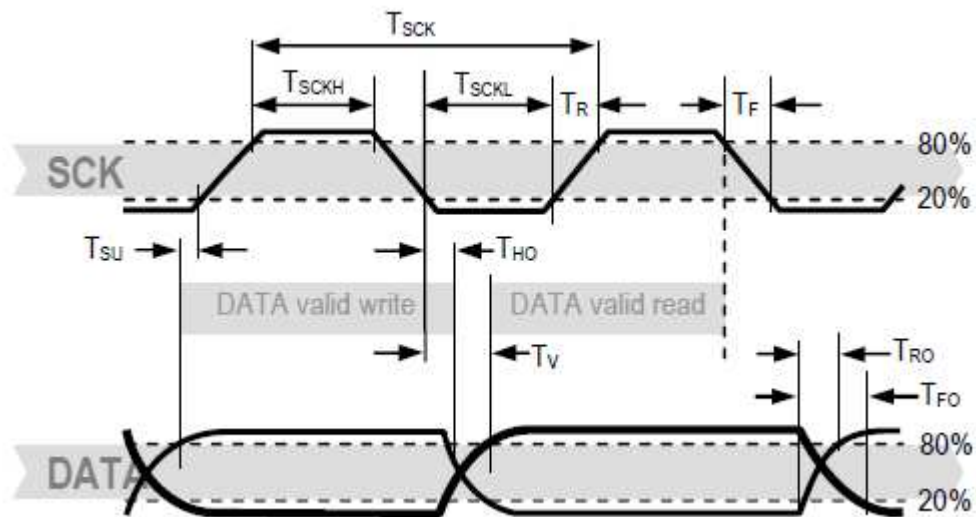 TSCK
TSCKH TSCKL TR TF
80%
SCK
20%
TSU THO
DATA valid write DATA valid read
TV TRO
TFO
80%
DATA
20%